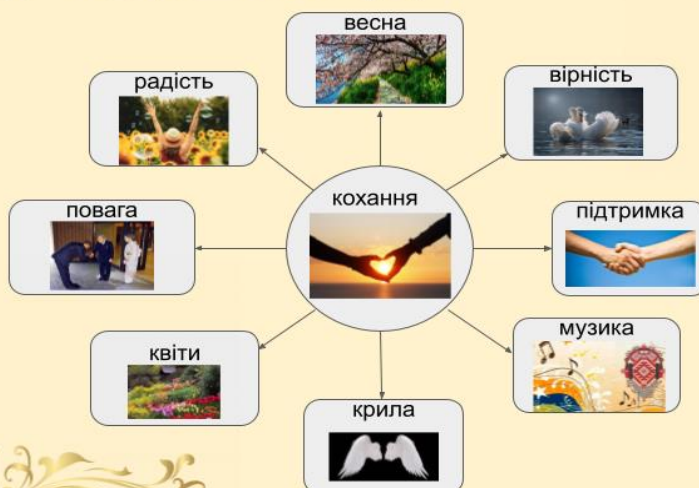 весна
радість
вірність
кохання
повага
підтримка
квіти
музика
крила